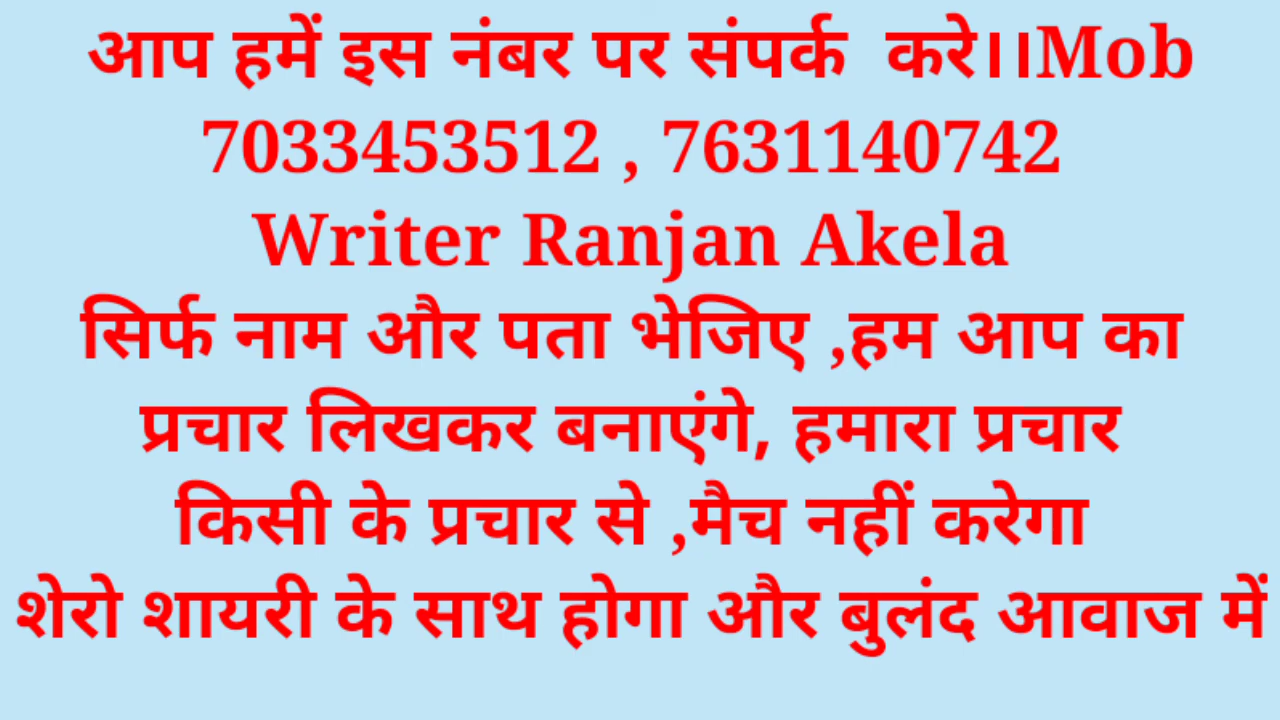 आप हमें इस नंबर पर संपर्क  करे।।Mob
7033453512 , 7631140742
Writer Ranjan Akela
सिर्फ नाम और पता भेजिए ,हम आप का
प्रचार लिखकर बनाएंगे, हमारा प्रचार
किसी के प्रचार से ,मैच नहीं करेगा
शेरो शायरी के साथ होगा और बुलंद आवाज में